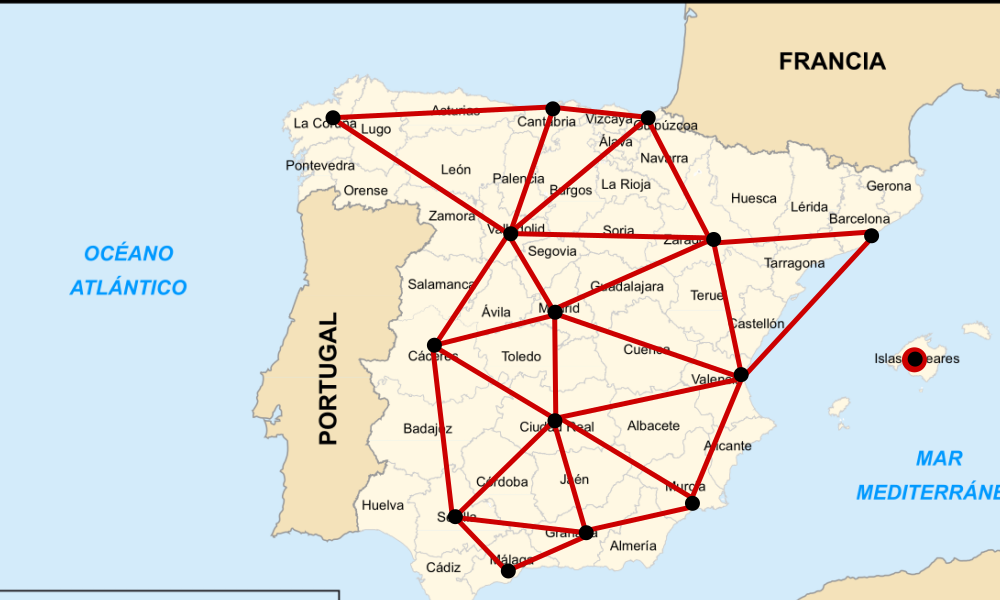 FRANCIA
Asturias
La Coruña
Lugo
Cantabria
Vizcaya
Guipúzcoa
Álava
Navarra
Pontevedra
León
Palencia
Burgos
La Rioja
Orense
Huesca
Lérida
Gerona
Zamora
Barcelona
Valladolid
Soria
Zaragoza
OCÉANO
ATLÁNTICO
Segovia
Tarragona
Salamanca
Guadalajara
Teruel
Ávila
Madrid
Castellón
PORTUGAL
Cáceres
Toledo
Cuenca
Islas Baleares
Valencia
Badajoz
Ciudad Real
Albacete
Alicante
MAR
MEDITERRÁNE
Córdoba
Jaén
Murcia
Huelva
Sevilla
Granada
Almería
Cádiz
Málaga